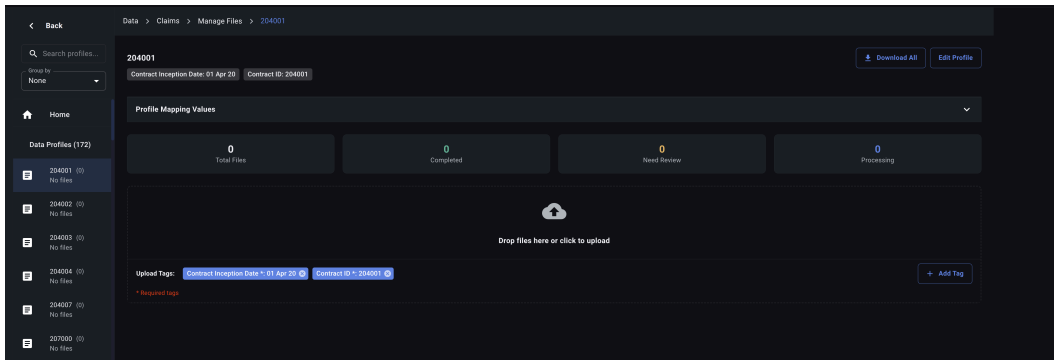 Back
Search profiles...
Group by
None
Home
Data Profiles (172)
204001 (0)
No files
204002 (0)
No files
204003 (0)
No files
204004 (0)
No files
204007 (0)
No files
207000 (0)
No files
Data > Claims > Manage Files > 204001
204001
Contract Inception Date: 01 Apr 20 Contract ID: 204001
Download All Edit Profile
Profile Mapping Values
0
Total Files
0
Completed
0
Need Review
0
Processing
Drop files here or click to upload
Upload Tags: Contract Inception Date *: 01 Apr 20 Contract ID *: 204001
+ Add Tag
* Required tags